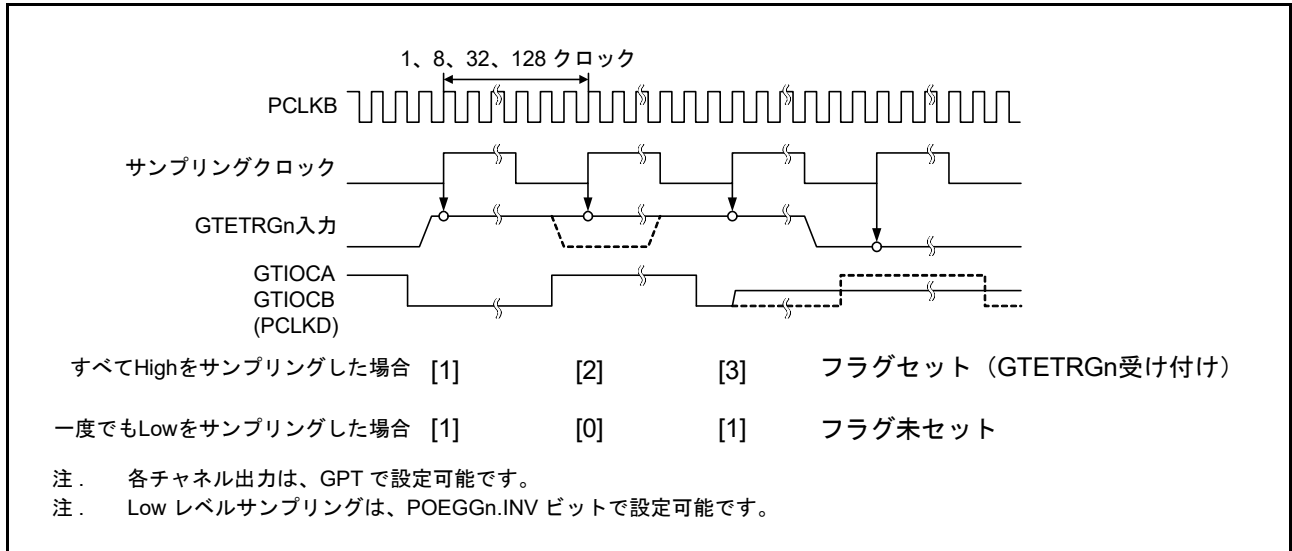 1、8、32、128 クロック
PCLKB
サンプリングクロック
GTETRGn入力
GTIOCA
GTIOCB
(PCLKD)
すべてHighをサンプリングした場合 [1] [2] [3] フラグセット（GTETRGn受け付け）
一度でもLowをサンプリングした場合 [1] [0] [1] フラグ未セット
注 . 各チャネル出力は、GPT で設定可能です。
注 . Low レベルサンプリングは、POEGGn.INV ビットで設定可能です。